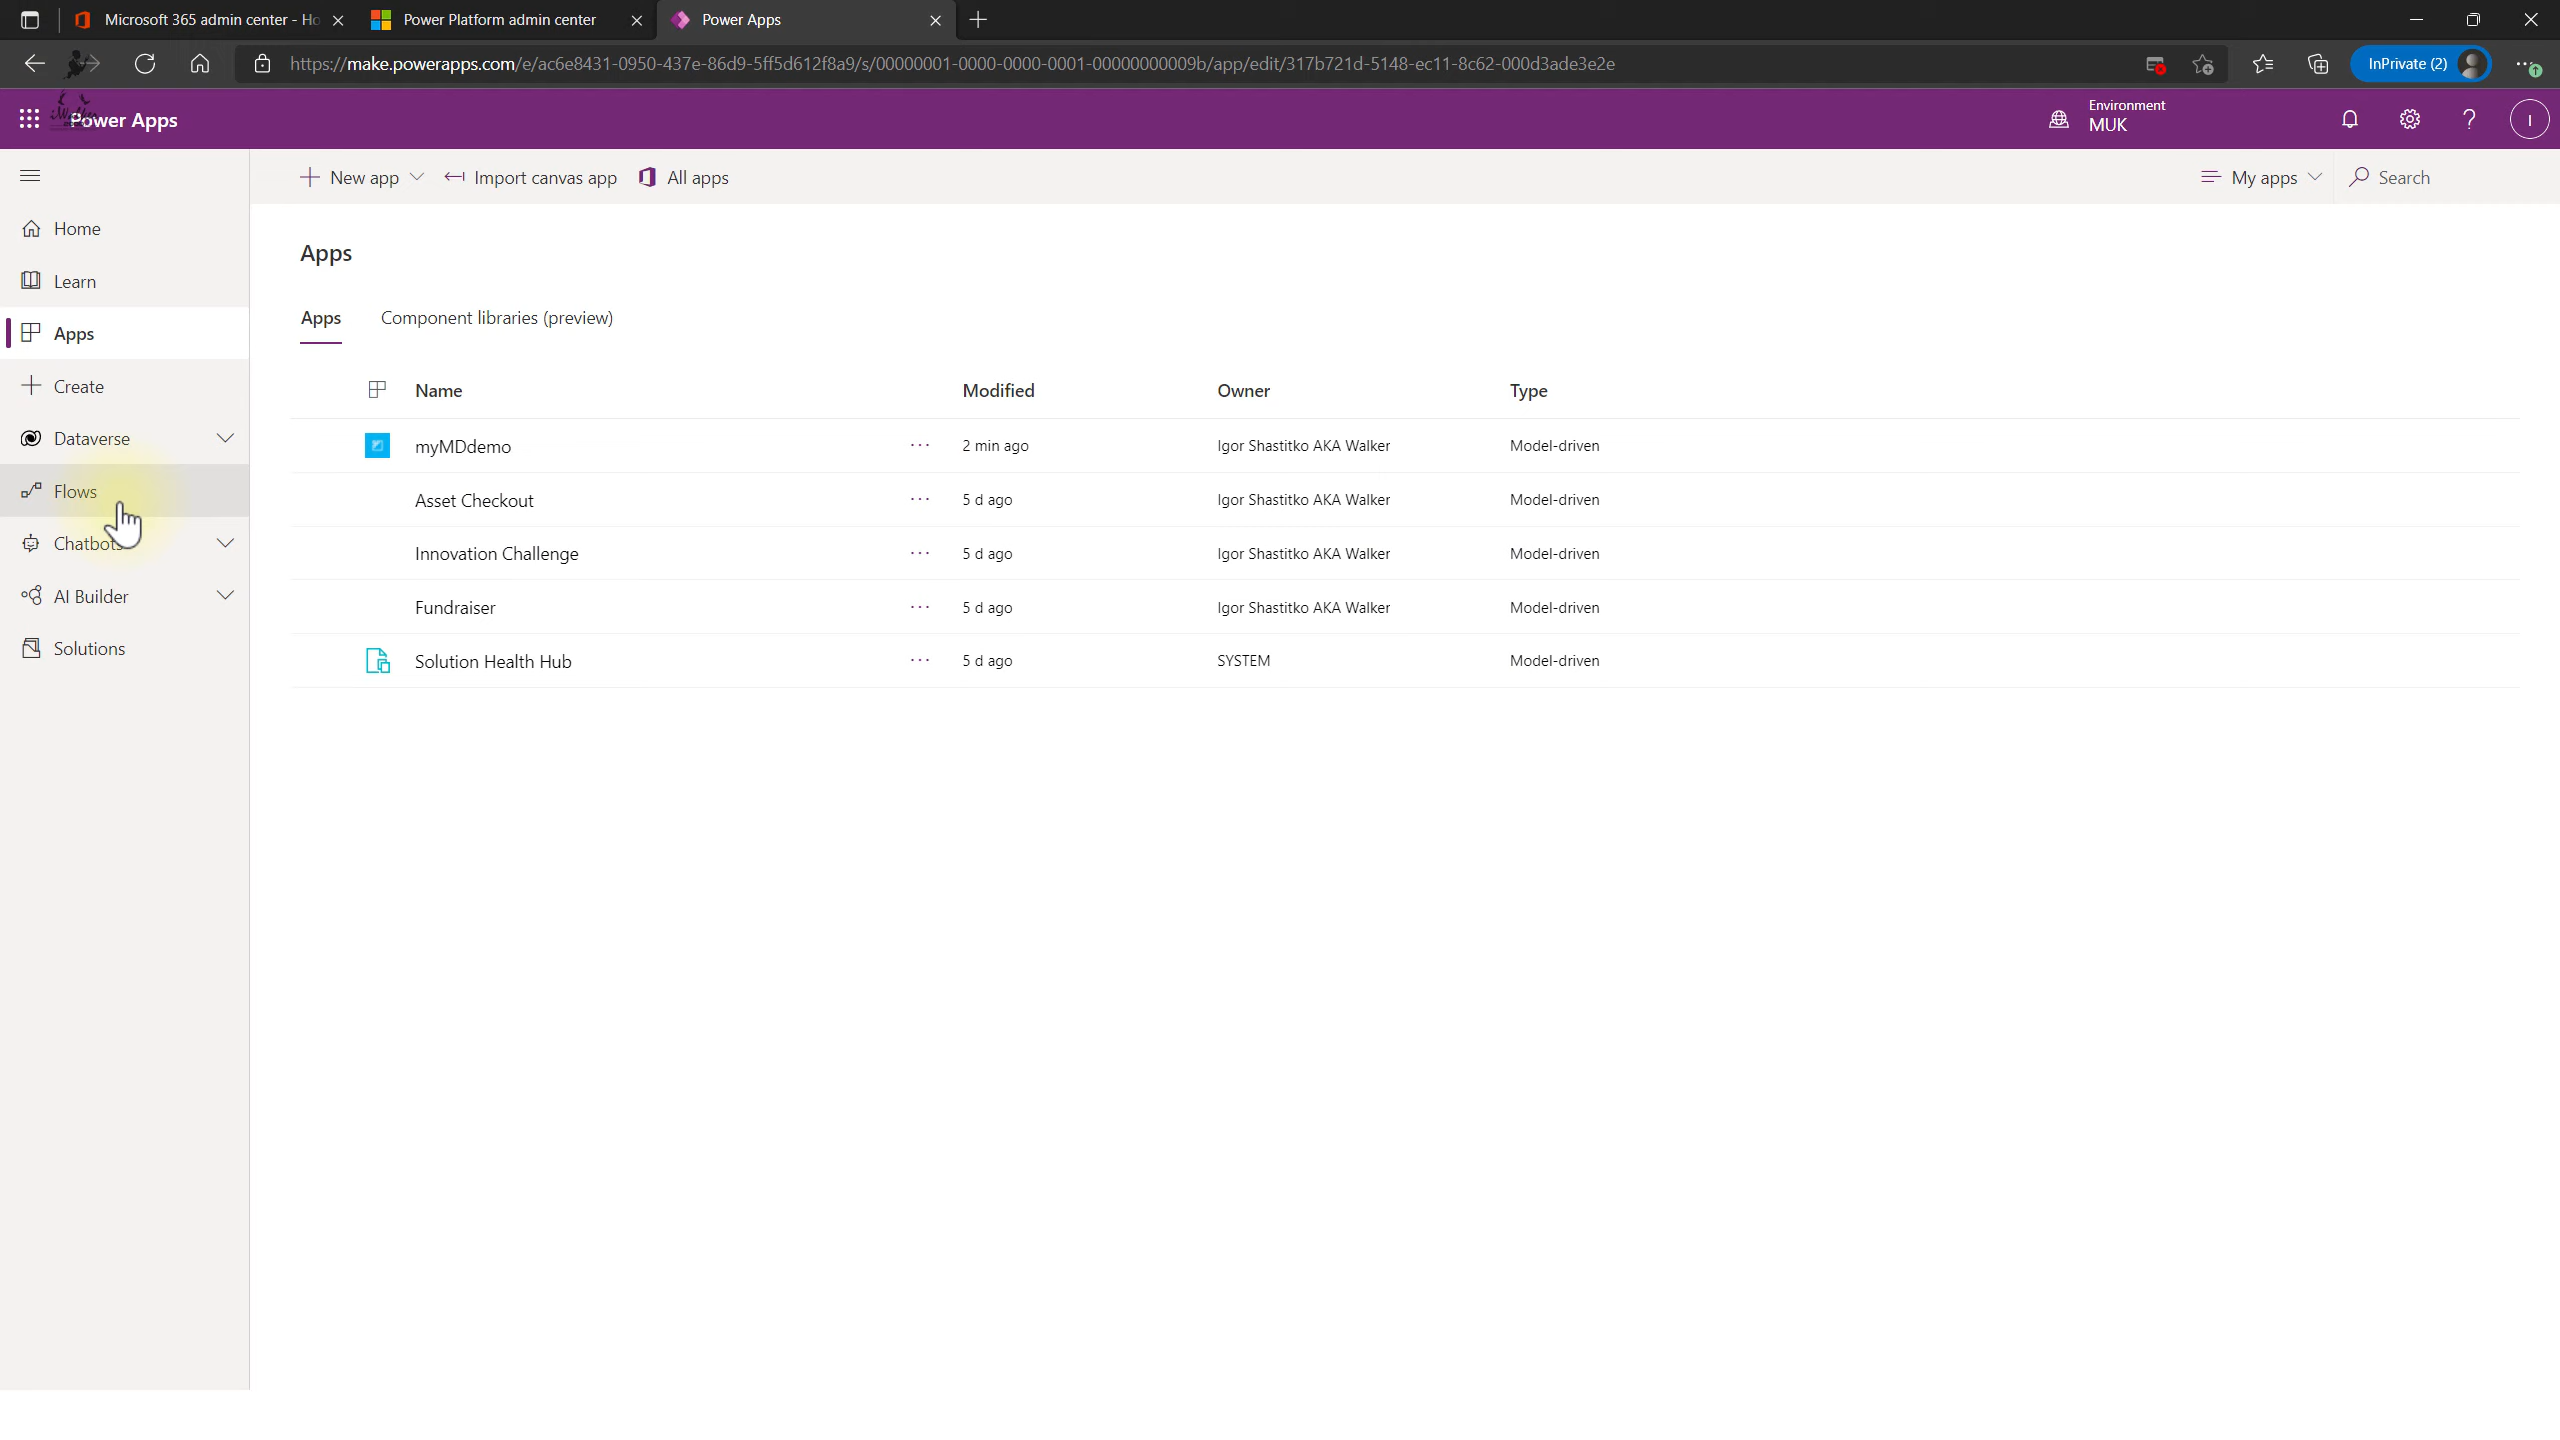 Microsoft 365 admin center - Ho
Power Platform admin center
Power Apps
https://make.powerapps.com/e/ac6e8431-0950-437e-86d9-5ff5d612f8a9/s/00000001-0000-0000-0001-00000000009b/app/edit/317b721d-5148-ec11-8c62-000d3ade3e2e
InPrivate (2)
Power Apps
Environment
MUK
I
New app
Import canvas app
All apps
My apps
Search
Home
Learn
Apps
Create
Dataverse
Flows
Chatbots
AI Builder
Solutions
Apps
Apps Component libraries (preview)
Name Modified Owner Type
myMDdemo ... 2 min ago Igor Shastitko AKA Walker Model-driven
Asset Checkout ... 5 d ago Igor Shastitko AKA Walker Model-driven
Innovation Challenge ... 5 d ago Igor Shastitko AKA Walker Model-driven
Fundraiser ... 5 d ago Igor Shastitko AKA Walker Model-driven
Solution Health Hub ... 5 d ago SYSTEM Model-driven